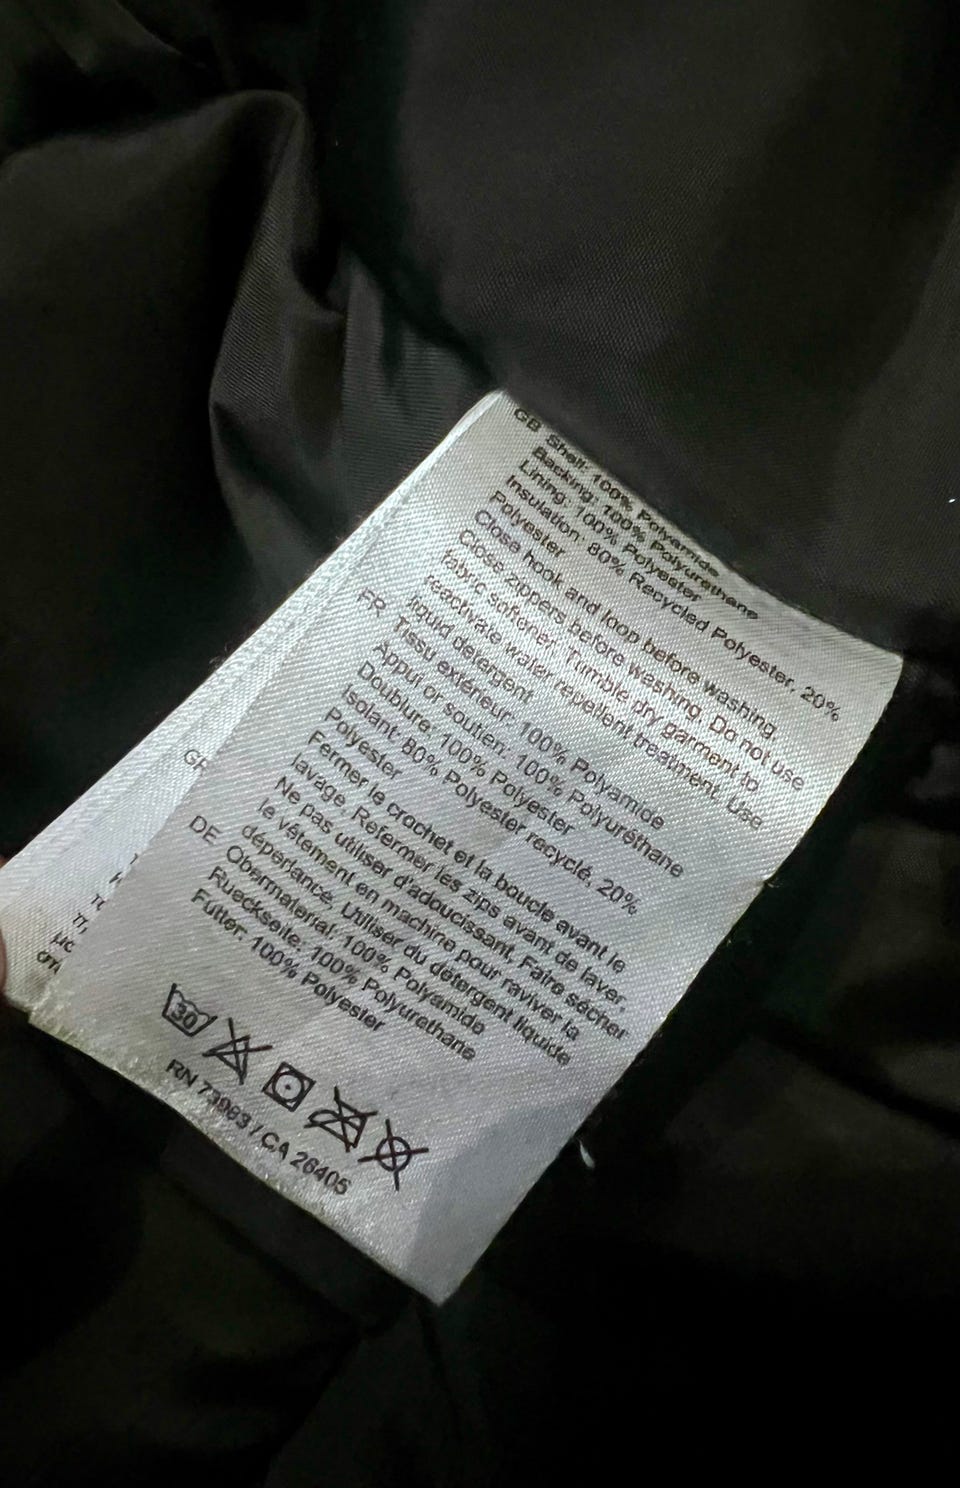 GB Shell: 100% Polyamide
Backing: 100% Polyurethane
Lining: 100% Polyester
Insulation: 80% Recycled Polyester, 20%
Polyester
Close hook and loop before washing.
Close zippers before washing. Do not use
fabric softener. Tumble dry garment to
reactivate water repellent treatment. Use
liquid detergent
FR Tissu extérieur: 100% Polyamide
Appui or soutien: 100% Polyuréthane
Doublure: 100% Polyester
Isolant: 80% Polyester recyclé, 20%
Polyester
Fermer le crochet et la boucle avant le
lavage. Refermer les zips avant de laver.
Ne pas utiliser d'adoucissant. Faire sécher
le vêtement en machine pour raviver la
déperlance. Utiliser du détergent liquide
DE Obermaterial: 100% Polyamide
Rueckseite: 100% Polyurethane
Futter: 100% Polyester
30
RN 73963 / CA 26405
GR